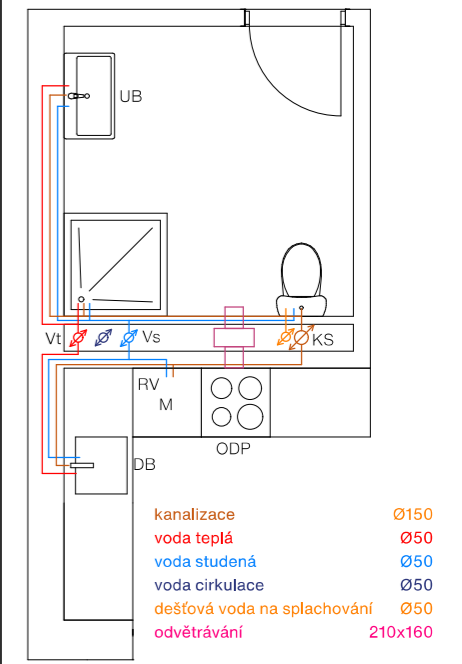 UB
Vt
Vs
KS
RV
M
ODP
DB
kanalizace Ø150
voda teplá Ø50
voda studená Ø50
voda cirkulace Ø50
dešťová voda na splachování Ø50
odvětrávání 210x160